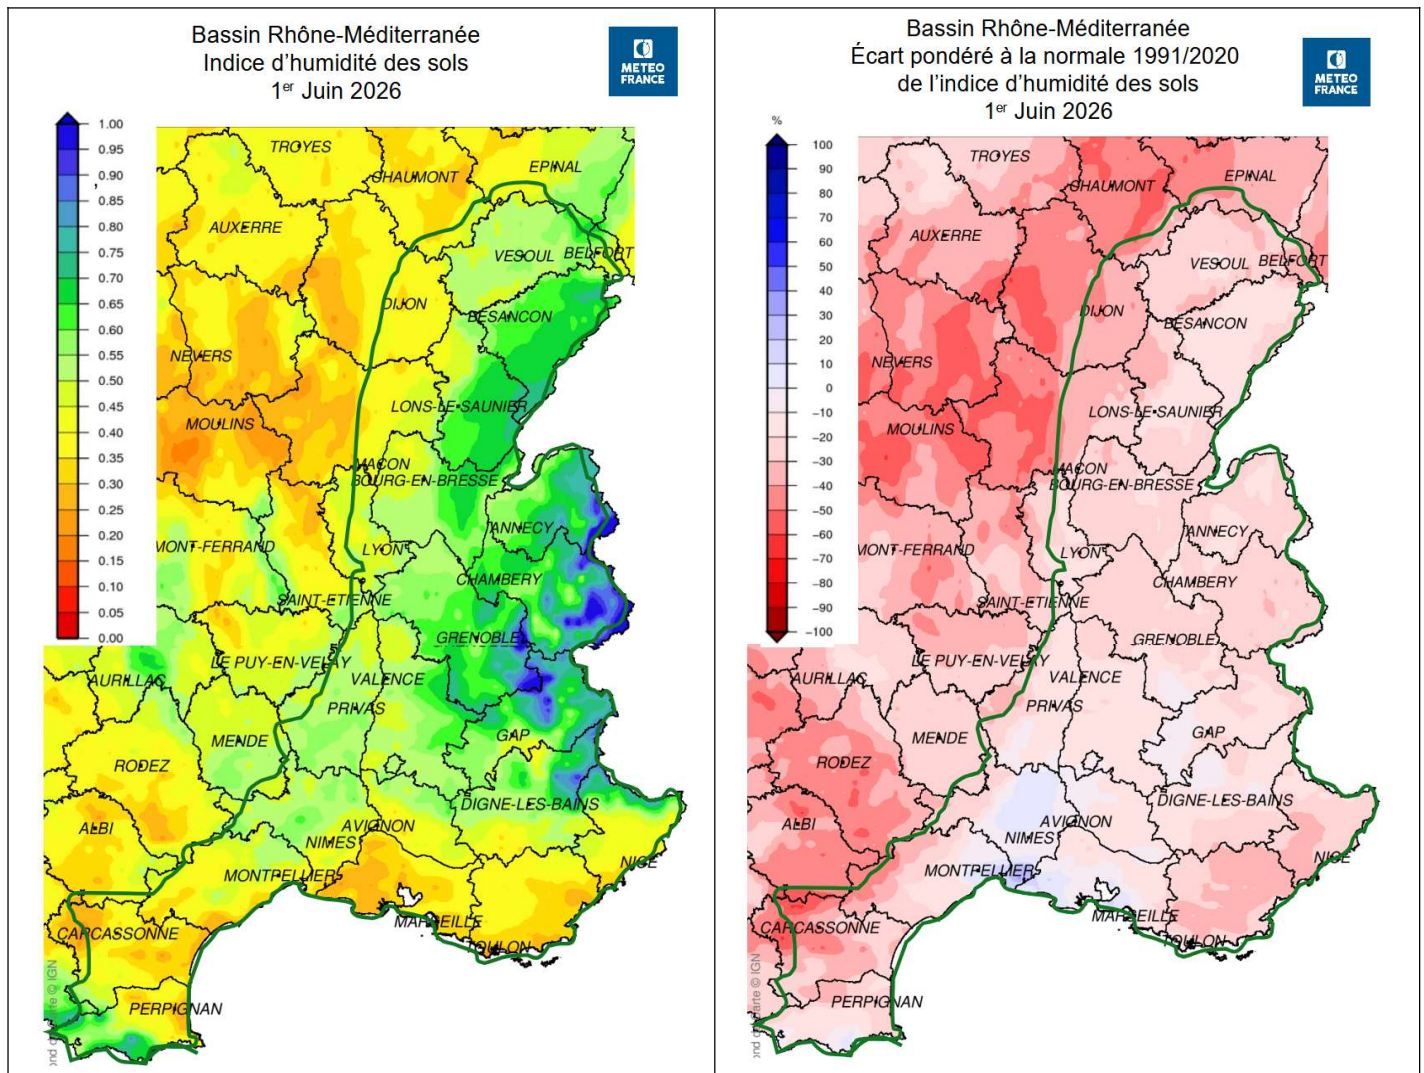 Bassin Rhône-Méditerranée
Indice d'humidité des sols
1er Juin 2026
METEO
FRANCE
1.00
0.95
0.90
0.85
0.80
0.75
0.70
0.65
0.60
0.55
0.50
0.45
0.40
0.35
0.30
0.25
0.20
0.15
0.10
0.05
0.00
TROYES
EPINAL
CHAUMONT
AUXERRE
VESOUL
BELFORT
DIJON
BESANCON
NEVERS
LONS-LE-SAUNIER
MOULINS
MACON
BOURG-EN-BRESSE
ANNECY
MONT-FERRAND
LYON
CHAMBERY
SAINT-ETIENNE
GRENOBLE
LE PUY-EN-VELAY
AURILLAC
VALENCE
PRIVAS
GAP
MENDE
RODEZ
DIGNE-LES-BAINS
ALBI
AVIGNON
NIMES
NICE
MONTPELLIER
MARSEILLE
CARCASSONNE
TOULON
PERPIGNAN
ond de carte © IGN
Bassin Rhône-Méditerranée
Écart pondéré à la normale 1991/2020
de l'indice d'humidité des sols
1er Juin 2026
METEO
FRANCE
%
100
90
80
70
60
50
40
30
20
10
0
-10
-20
-30
-40
-50
-60
-70
-80
-90
-100
TROYES
EPINAL
CHAUMONT
AUXERRE
VESOUL
BELFORT
DIJON
BESANCON
NEVERS
LONS-LE-SAUNIER
MOULINS
MACON
BOURG-EN-BRESSE
ANNECY
MONT-FERRAND
LYON
CHAMBERY
SAINT-ETIENNE
GRENOBLE
LE PUY-EN-VELAY
AURILLAC
VALENCE
PRIVAS
GAP
MENDE
RODEZ
DIGNE-LES-BAINS
ALBI
AVIGNON
NIMES
NICE
MONTPELLIER
MARSEILLE
CARCASSONNE
TOULON
PERPIGNAN
ond de carte © IGN